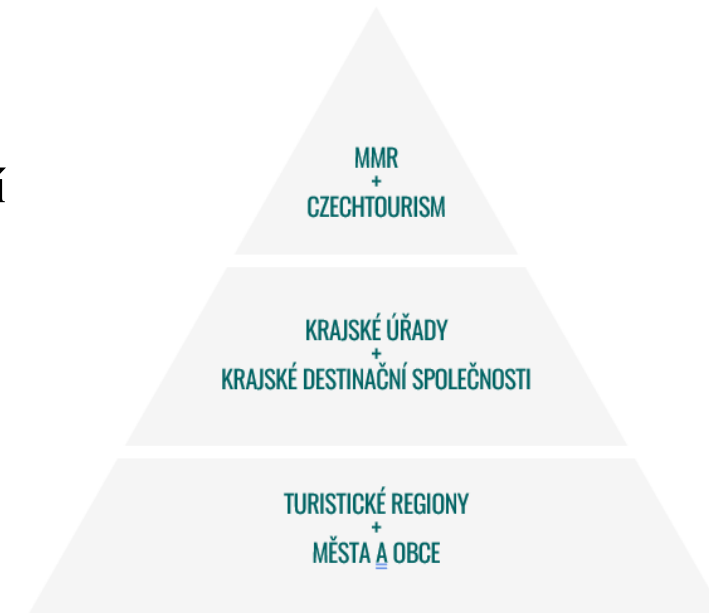 MMR
+
CZECHTOURISM
í
KRAJSKÉ ÚŘADY
+
KRAJSKÉ DESTINAČNÍ SPOLEČNOSTI
TURISTICKÉ REGIONY
+
MĚSTA A OBCE